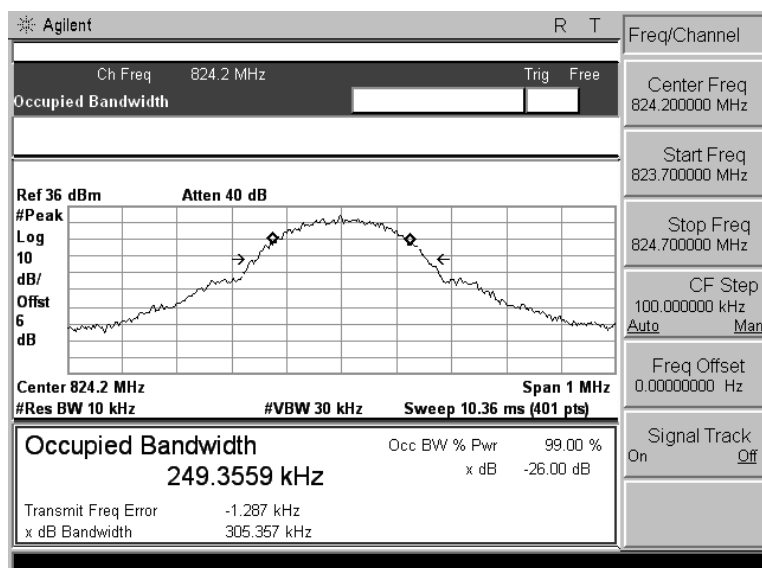 Agilent R T
Freq/Channel
Ch Freq 824.2 MHz Trig Free
Occupied Bandwidth
Center Freq
824.200000 MHz
Start Freq
823.700000 MHz
Stop Freq
824.700000 MHz
CF Step
100.000000 kHz
Auto Man
Freq Offset
0.00000000 Hz
Signal Track
On Off
Ref 36 dBm Atten 40 dB
#Peak
Log
10
dB/
Offst
6
dB
Center 824.2 MHz Span 1 MHz
#Res BW 10 kHz #VBW 30 kHz Sweep 10.36 ms (401 pts)
Occupied Bandwidth Occ BW % Pwr 99.00 %
249.3559 kHz x dB -26.00 dB
Transmit Freq Error -1.287 kHz
x dB Bandwidth 305.357 kHz